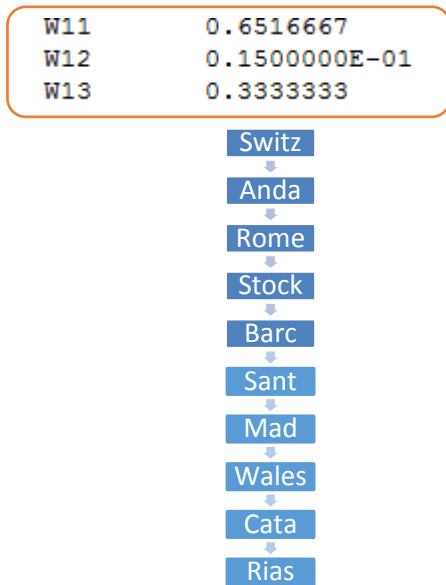 W11 0.6516667
W12 0.1500000E-01
W13 0.3333333
Switz
Anda
Rome
Stock
Barc
Sant
Mad
Wales
Cata
Rias